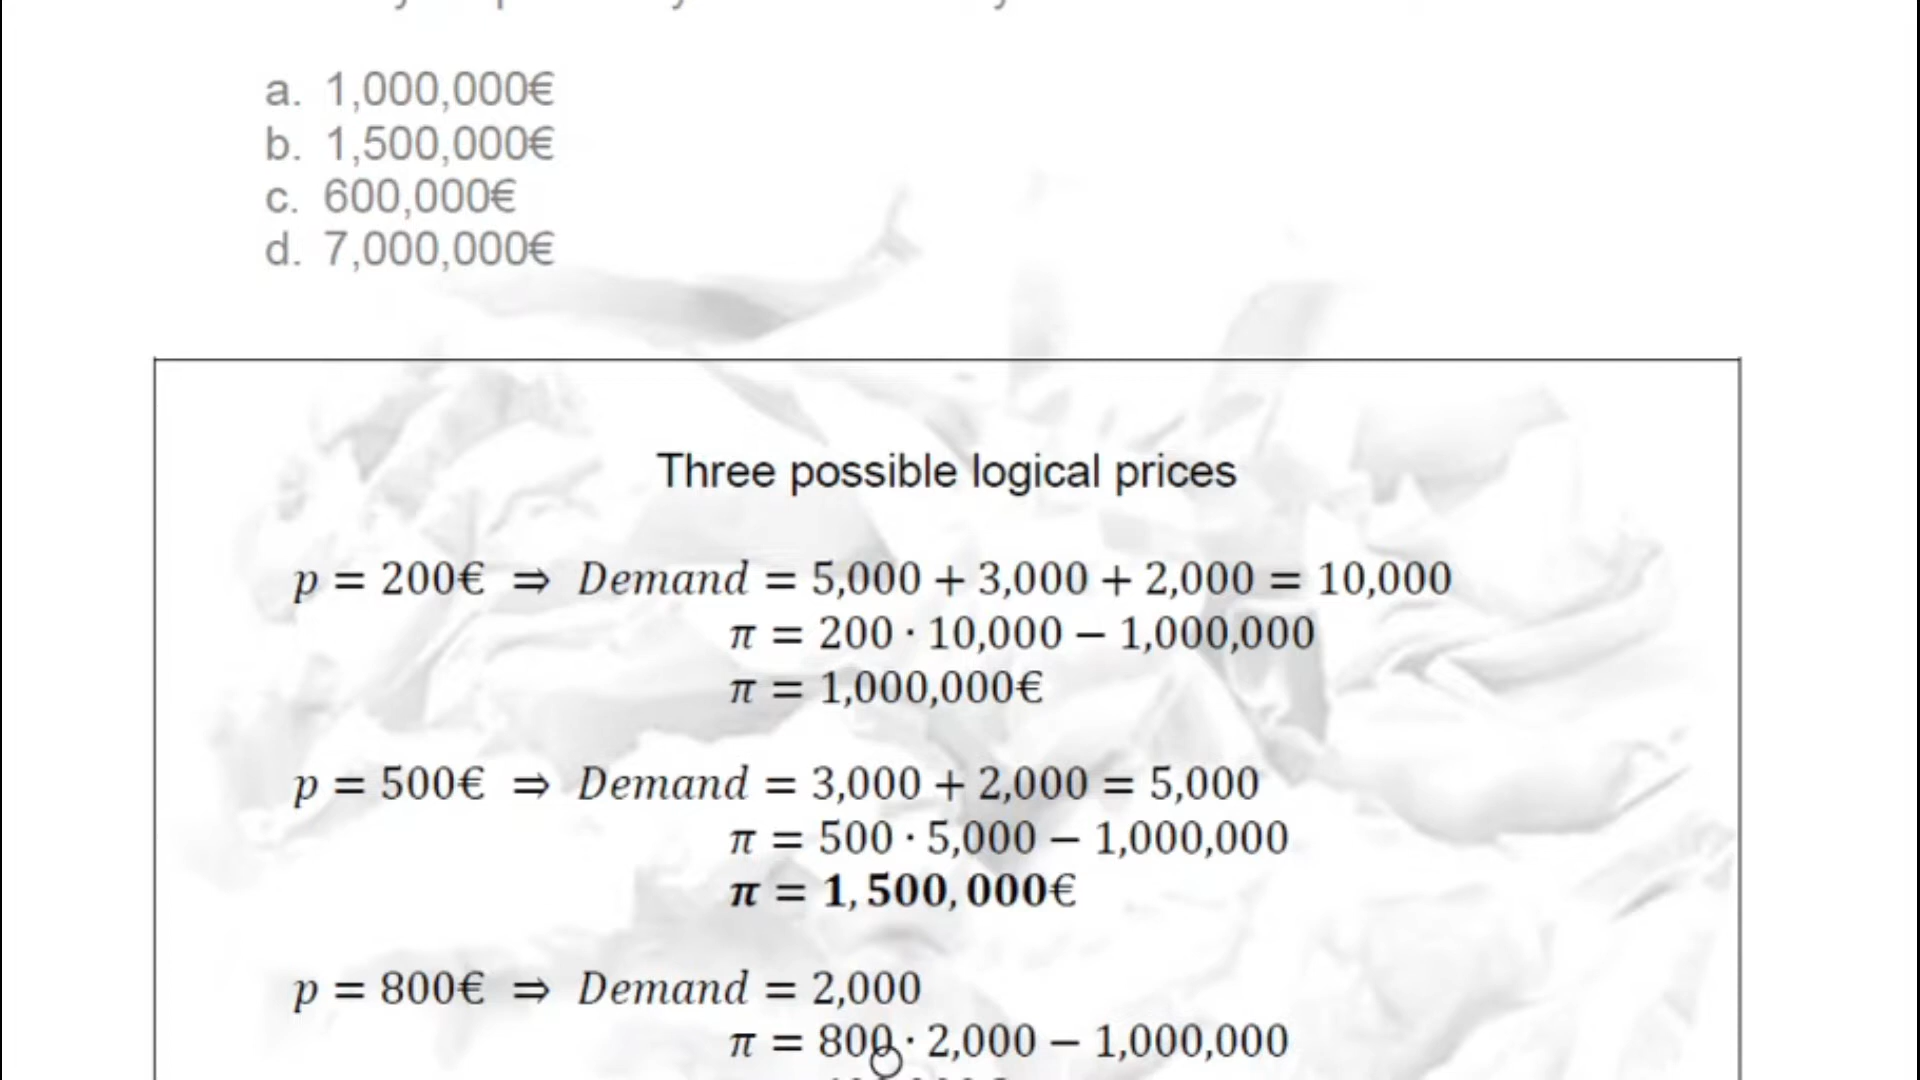 a. 1,000,000€
b. 1,500,000€
c. 600,000€
d. 7,000,000€
Three possible logical prices
p = 200€ ⇒ Demand = 5,000 + 3,000 + 2,000 = 10,000
π = 200 · 10,000 − 1,000,000
π = 1,000,000€
p = 500€ ⇒ Demand = 3,000 + 2,000 = 5,000
π = 500 · 5,000 − 1,000,000
π = 1,500,000€
p = 800€ ⇒ Demand = 2,000
π = 800 · 2,000 − 1,000,000